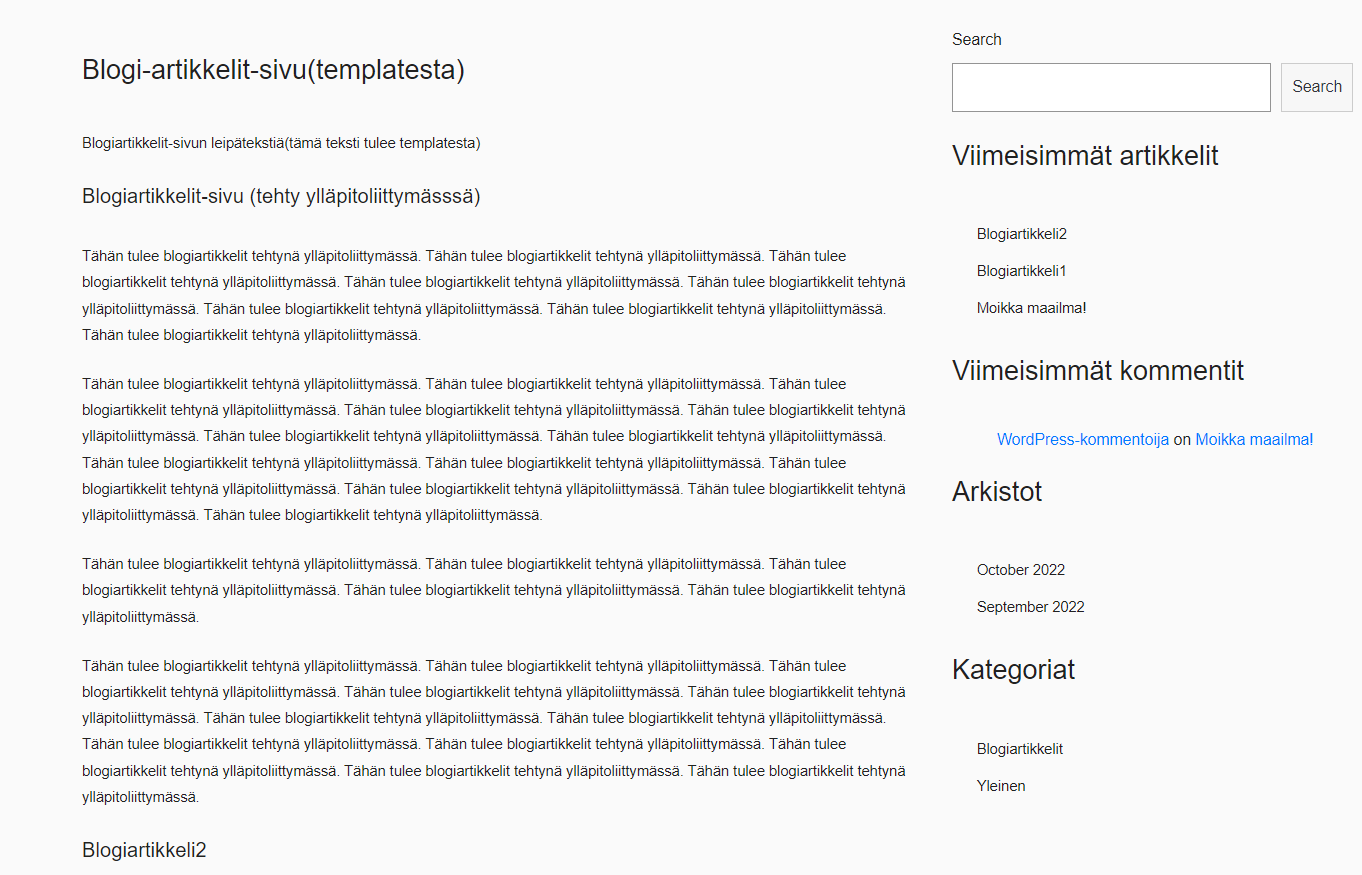 Blogi-artikkelit-sivu(templatesta)
Blogiartikkelit-sivun leipätekstiä(tämä teksti tulee templatesta)
Blogiartikkelit-sivu (tehty ylläpitoliittymässsä)
Tähän tulee blogiartikkelit tehtynä ylläpitoliittymässä. Tähän tulee blogiartikkelit tehtynä ylläpitoliittymässä. Tähän tulee
blogiartikkelit tehtynä ylläpitoliittymässä. Tähän tulee blogiartikkelit tehtynä ylläpitoliittymässä. Tähän tulee blogiartikkelit tehtynä
ylläpitoliittymässä. Tähän tulee blogiartikkelit tehtynä ylläpitoliittymässä. Tähän tulee blogiartikkelit tehtynä ylläpitoliittymässä.
Tähän tulee blogiartikkelit tehtynä ylläpitoliittymässä.
Tähän tulee blogiartikkelit tehtynä ylläpitoliittymässä. Tähän tulee blogiartikkelit tehtynä ylläpitoliittymässä. Tähän tulee
blogiartikkelit tehtynä ylläpitoliittymässä. Tähän tulee blogiartikkelit tehtynä ylläpitoliittymässä. Tähän tulee blogiartikkelit tehtynä
ylläpitoliittymässä. Tähän tulee blogiartikkelit tehtynä ylläpitoliittymässä. Tähän tulee blogiartikkelit tehtynä ylläpitoliittymässä.
Tähän tulee blogiartikkelit tehtynä ylläpitoliittymässä. Tähän tulee blogiartikkelit tehtynä ylläpitoliittymässä. Tähän tulee
blogiartikkelit tehtynä ylläpitoliittymässä. Tähän tulee blogiartikkelit tehtynä ylläpitoliittymässä. Tähän tulee blogiartikkelit tehtynä
ylläpitoliittymässä. Tähän tulee blogiartikkelit tehtynä ylläpitoliittymässä.
Tähän tulee blogiartikkelit tehtynä ylläpitoliittymässä. Tähän tulee blogiartikkelit tehtynä ylläpitoliittymässä. Tähän tulee
blogiartikkelit tehtynä ylläpitoliittymässä. Tähän tulee blogiartikkelit tehtynä ylläpitoliittymässä. Tähän tulee blogiartikkelit tehtynä
ylläpitoliittymässä.
Tähän tulee blogiartikkelit tehtynä ylläpitoliittymässä. Tähän tulee blogiartikkelit tehtynä ylläpitoliittymässä. Tähän tulee
blogiartikkelit tehtynä ylläpitoliittymässä. Tähän tulee blogiartikkelit tehtynä ylläpitoliittymässä. Tähän tulee blogiartikkelit tehtynä
ylläpitoliittymässä. Tähän tulee blogiartikkelit tehtynä ylläpitoliittymässä. Tähän tulee blogiartikkelit tehtynä ylläpitoliittymässä.
Tähän tulee blogiartikkelit tehtynä ylläpitoliittymässä. Tähän tulee blogiartikkelit tehtynä ylläpitoliittymässä. Tähän tulee
blogiartikkelit tehtynä ylläpitoliittymässä. Tähän tulee blogiartikkelit tehtynä ylläpitoliittymässä. Tähän tulee blogiartikkelit tehtynä
ylläpitoliittymässä.
Blogiartikkeli2
Search
Search
Viimeisimmät artikkelit
Blogiartikkeli2
Blogiartikkeli1
Moikka maailma!
Viimeisimmät kommentit
WordPress-kommentoija on Moikka maailma!
Arkistot
October 2022
September 2022
Kategoriat
Blogiartikkelit
Yleinen